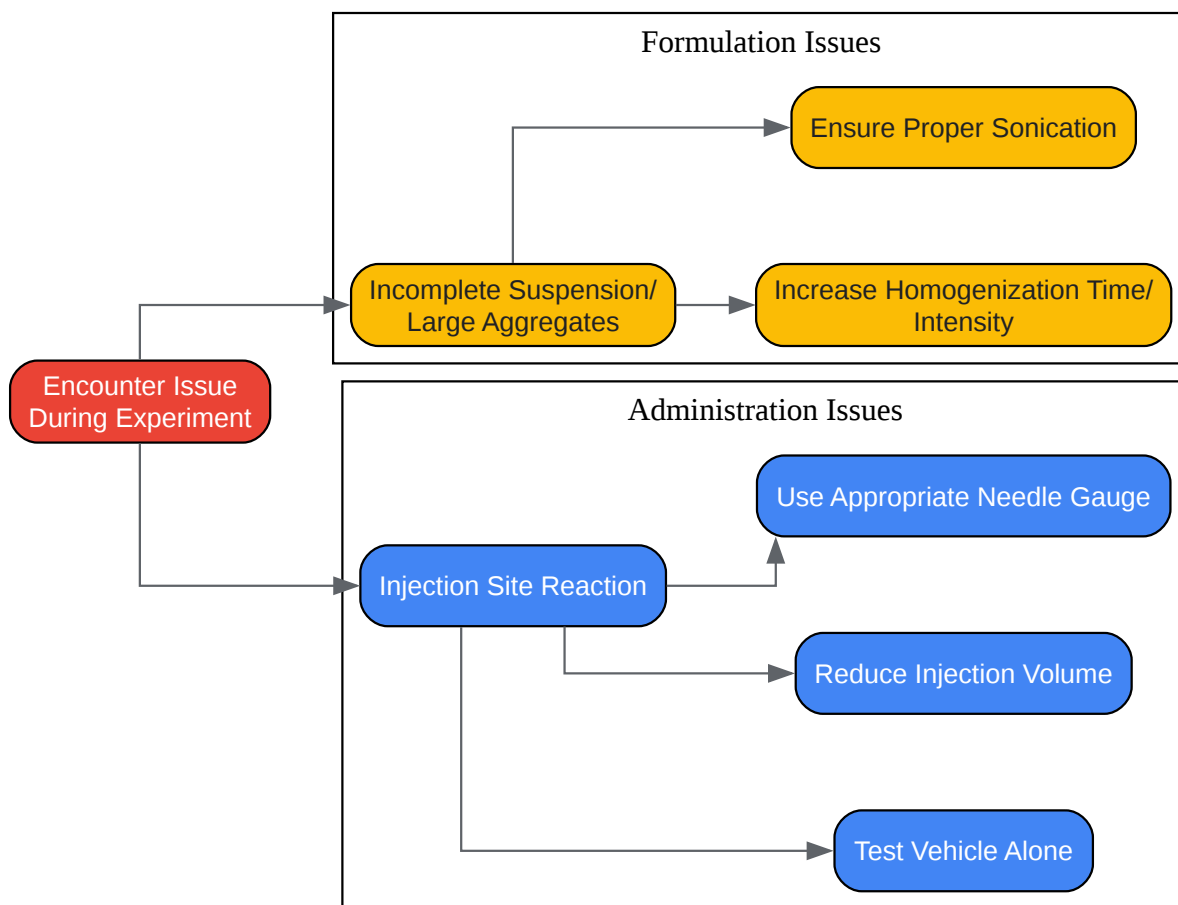 Formulation Issues
Ensure Proper Sonication
Incomplete Suspension/
Large Aggregates
Increase Homogenization Time/
Intensity
Encounter Issue
During Experiment
Administration Issues
Use Appropriate Needle Gauge
Injection Site Reaction
Reduce Injection Volume
Test Vehicle Alone